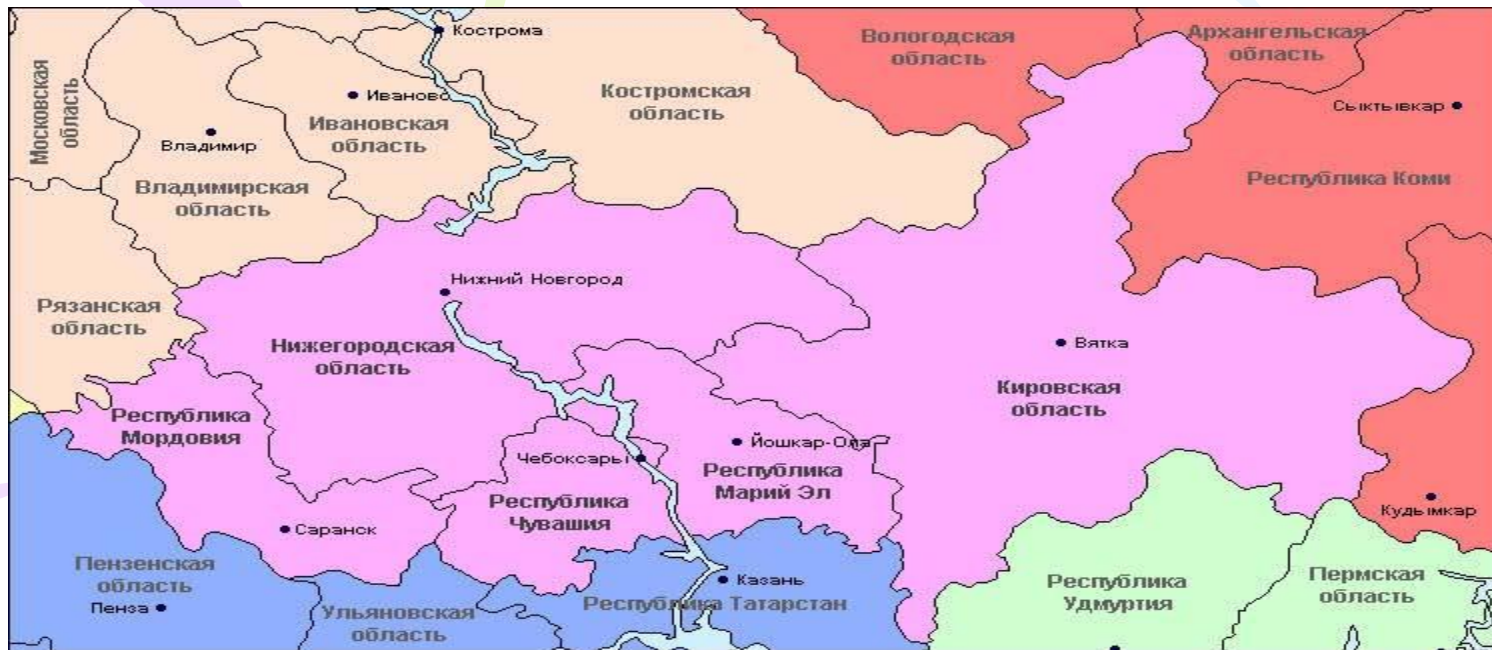 Кострома
Вологодская
область
Архангельская
область
Московская
область
Иваново
Ивановская
область
Костромская
область
Сыктывкар
Владимир
Владимирская
область
Республика Коми
Нижний Новгород
Рязанская
область
Нижегородская
область
Вятка
Кировская
область
Республика
Мордовия
Йошкар-Ола
Чебоксары
Республика
Марий Эл
Республика
Чувашия
Саранск
Кудымкар
Пензенская
область
Пенза
Ульяновская
область
Казань
Республика Татарстан
Республика
Удмуртия
Пермская
область